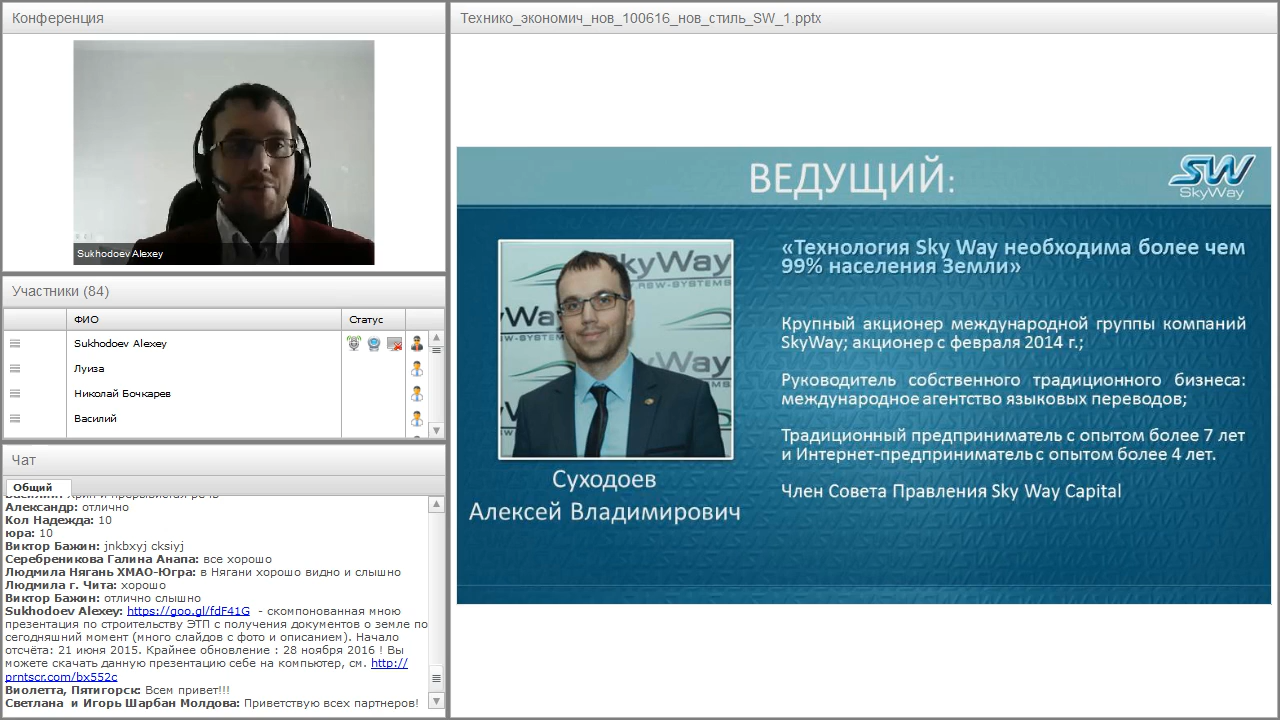 Конференция
Sukhodoev Alexey
Участники (84)
ФИО
Статус
Sukhodoev Alexey
Луиза
Николай Бочкарев
Василий
Чат
Общий
Александр: отлично
Кол Надежда: 10
юра: 10
Виктор Бажин: jnkbxyj cksiyj
Серебреникова Галина Анапа: все хорошо
Людмила Нягань ХМАО-Югра: в Нягани хорошо видно и слышно
Людмила г. Чита: хорошо
Виктор Бажин: отлично слышно
Sukhodoev Alexey: https://goo.gl/fdF41G - скомпонованная мною
презентация по строительству ЭТП с получения документов о земле по
сегодняшний момент (много слайдов с фото и описанием). Начало
отсчёта: 21 июня 2015. Крайнее обновление : 28 ноября 2016 ! Вы
можете скачать данную презентацию себе на компьютер, см. http://
prntscr.com/bx552c
Виолетта, Пятигорск: Всем привет!!!
Светлана и Игорь Шарбан Молдова: Приветствую всех партнеров!
Технико_экономич_нов_100616_нов_стиль_SW_1.pptx
ВЕДУЩИЙ:
SW
SkyWay
SkyWay
RSW-SYSTEMS
Суходоев
Алексей Владимирович
«Технология Sky Way необходима более чем
99% населения Земли»
Крупный акционер международной группы компаний
SkyWay; акционер с февраля 2014 г.;
Руководитель собственного традиционного бизнеса:
международное агентство языковых переводов;
Традиционный предприниматель с опытом более 7 лет
и Интернет-предприниматель с опытом более 4 лет.
Член Совета Правления Sky Way Capital